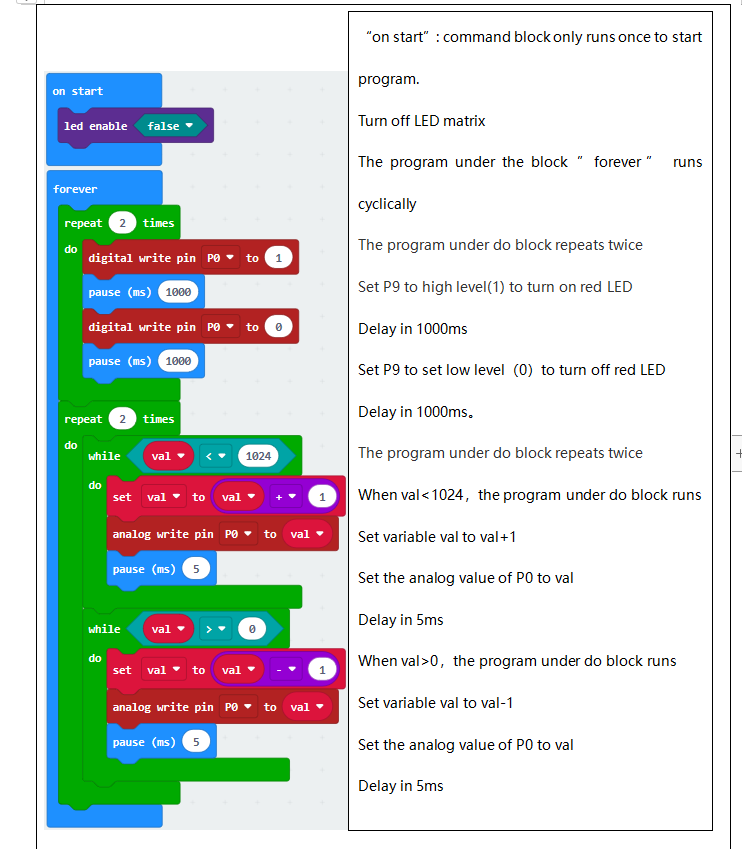 on start
led enable false
forever
repeat 2 times
do
digital write pin P0 to 1
pause (ms) 1000
digital write pin P0 to 0
pause (ms) 1000
repeat 2 times
do
while val < 1024
do
set val to val + 1
analog write pin P0 to val
pause (ms) 5
while val > 0
do
set val to val - 1
analog write pin P0 to val
pause (ms) 5
“on start”: command block only runs once to start
program.
Turn off LED matrix
The program under the block ” forever ” runs
cyclically
The program under do block repeats twice
Set P9 to high level(1) to turn on red LED
Delay in 1000ms
Set P9 to set low level（0）to turn off red LED
Delay in 1000ms。
The program under do block repeats twice
When val<1024，the program under do block runs
Set variable val to val+1
Set the analog value of P0 to val
Delay in 5ms
When val>0，the program under do block runs
Set variable val to val-1
Set the analog value of P0 to val
Delay in 5ms